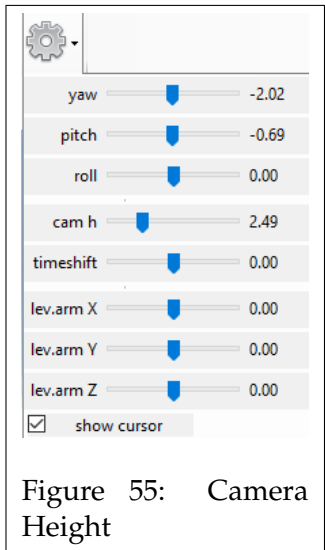 yaw -2.02
pitch -0.69
roll 0.00
cam h 2.49
timeshift 0.00
lev.arm X 0.00
lev.arm Y 0.00
lev.arm Z 0.00
show cursor
Figure 55: Camera
Height